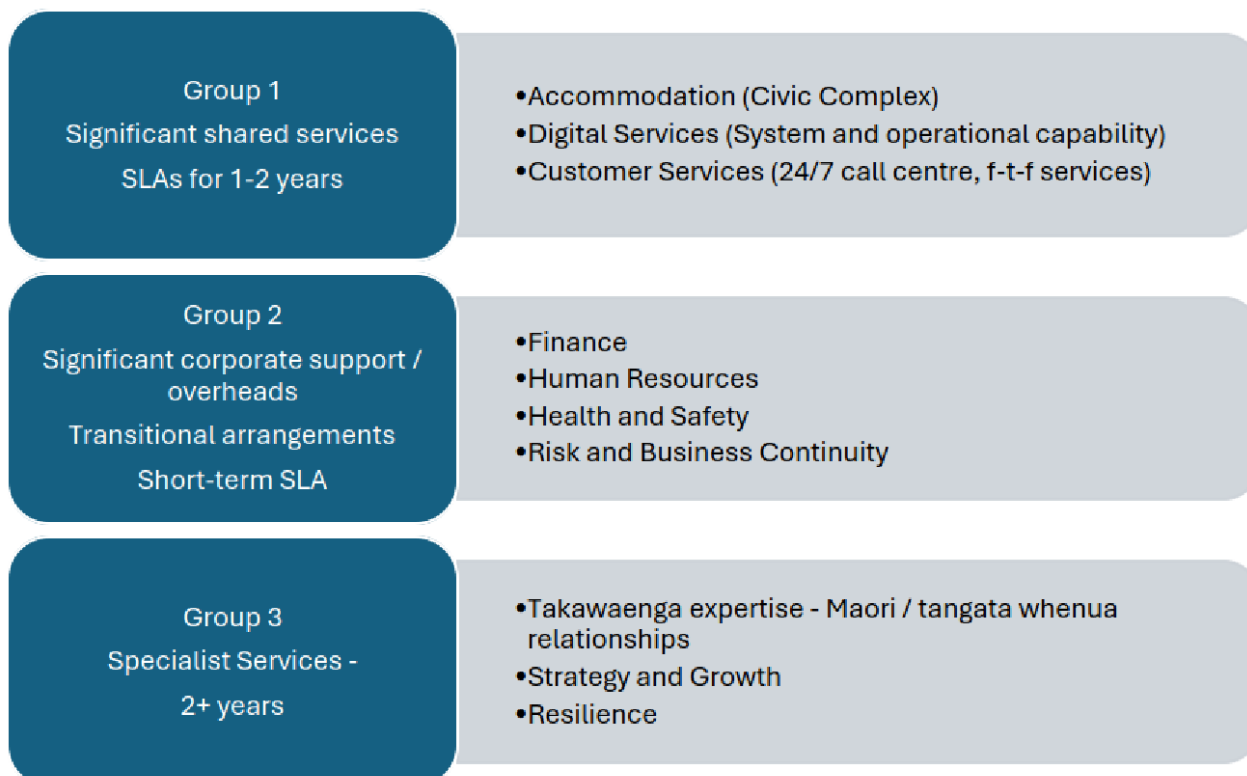 Group 1
Significant shared services
SLAs for 1-2 years
•Accommodation (Civic Complex)
•Digital Services (System and operational capability)
•Customer Services (24/7 call centre, f-t-f services)
Group 2
Significant corporate support /
overheads
Transitional arrangements
Short-term SLA
•Finance
•Human Resources
•Health and Safety
•Risk and Business Continuity
Group 3
Specialist Services -
2+ years
•Takawaenga expertise - Maori / tangata whenua
relationships
•Strategy and Growth
•Resilience